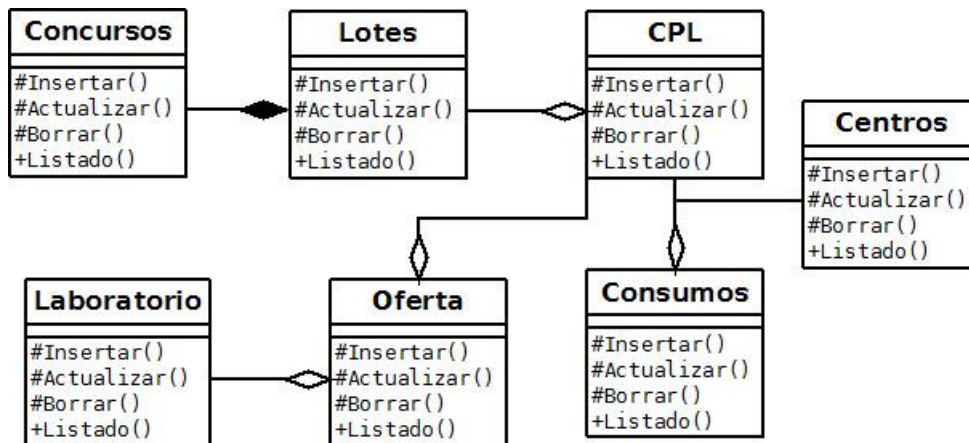 Concursos
#Insertar()
#Actualizar()
#Borrar()
+Listado()
Lotes
#Insertar()
#Actualizar()
#Borrar()
+Listado()
CPL
#Insertar()
#Actualizar()
#Borrar()
+Listado()
Centros
#Insertar()
#Actualizar()
#Borrar()
+Listado()
Laboratorio
#Insertar()
#Actualizar()
#Borrar()
+Listado()
Oferta
#Insertar()
#Actualizar()
#Borrar()
+Listado()
Consumos
#Insertar()
#Actualizar()
#Borrar()
+Listado()